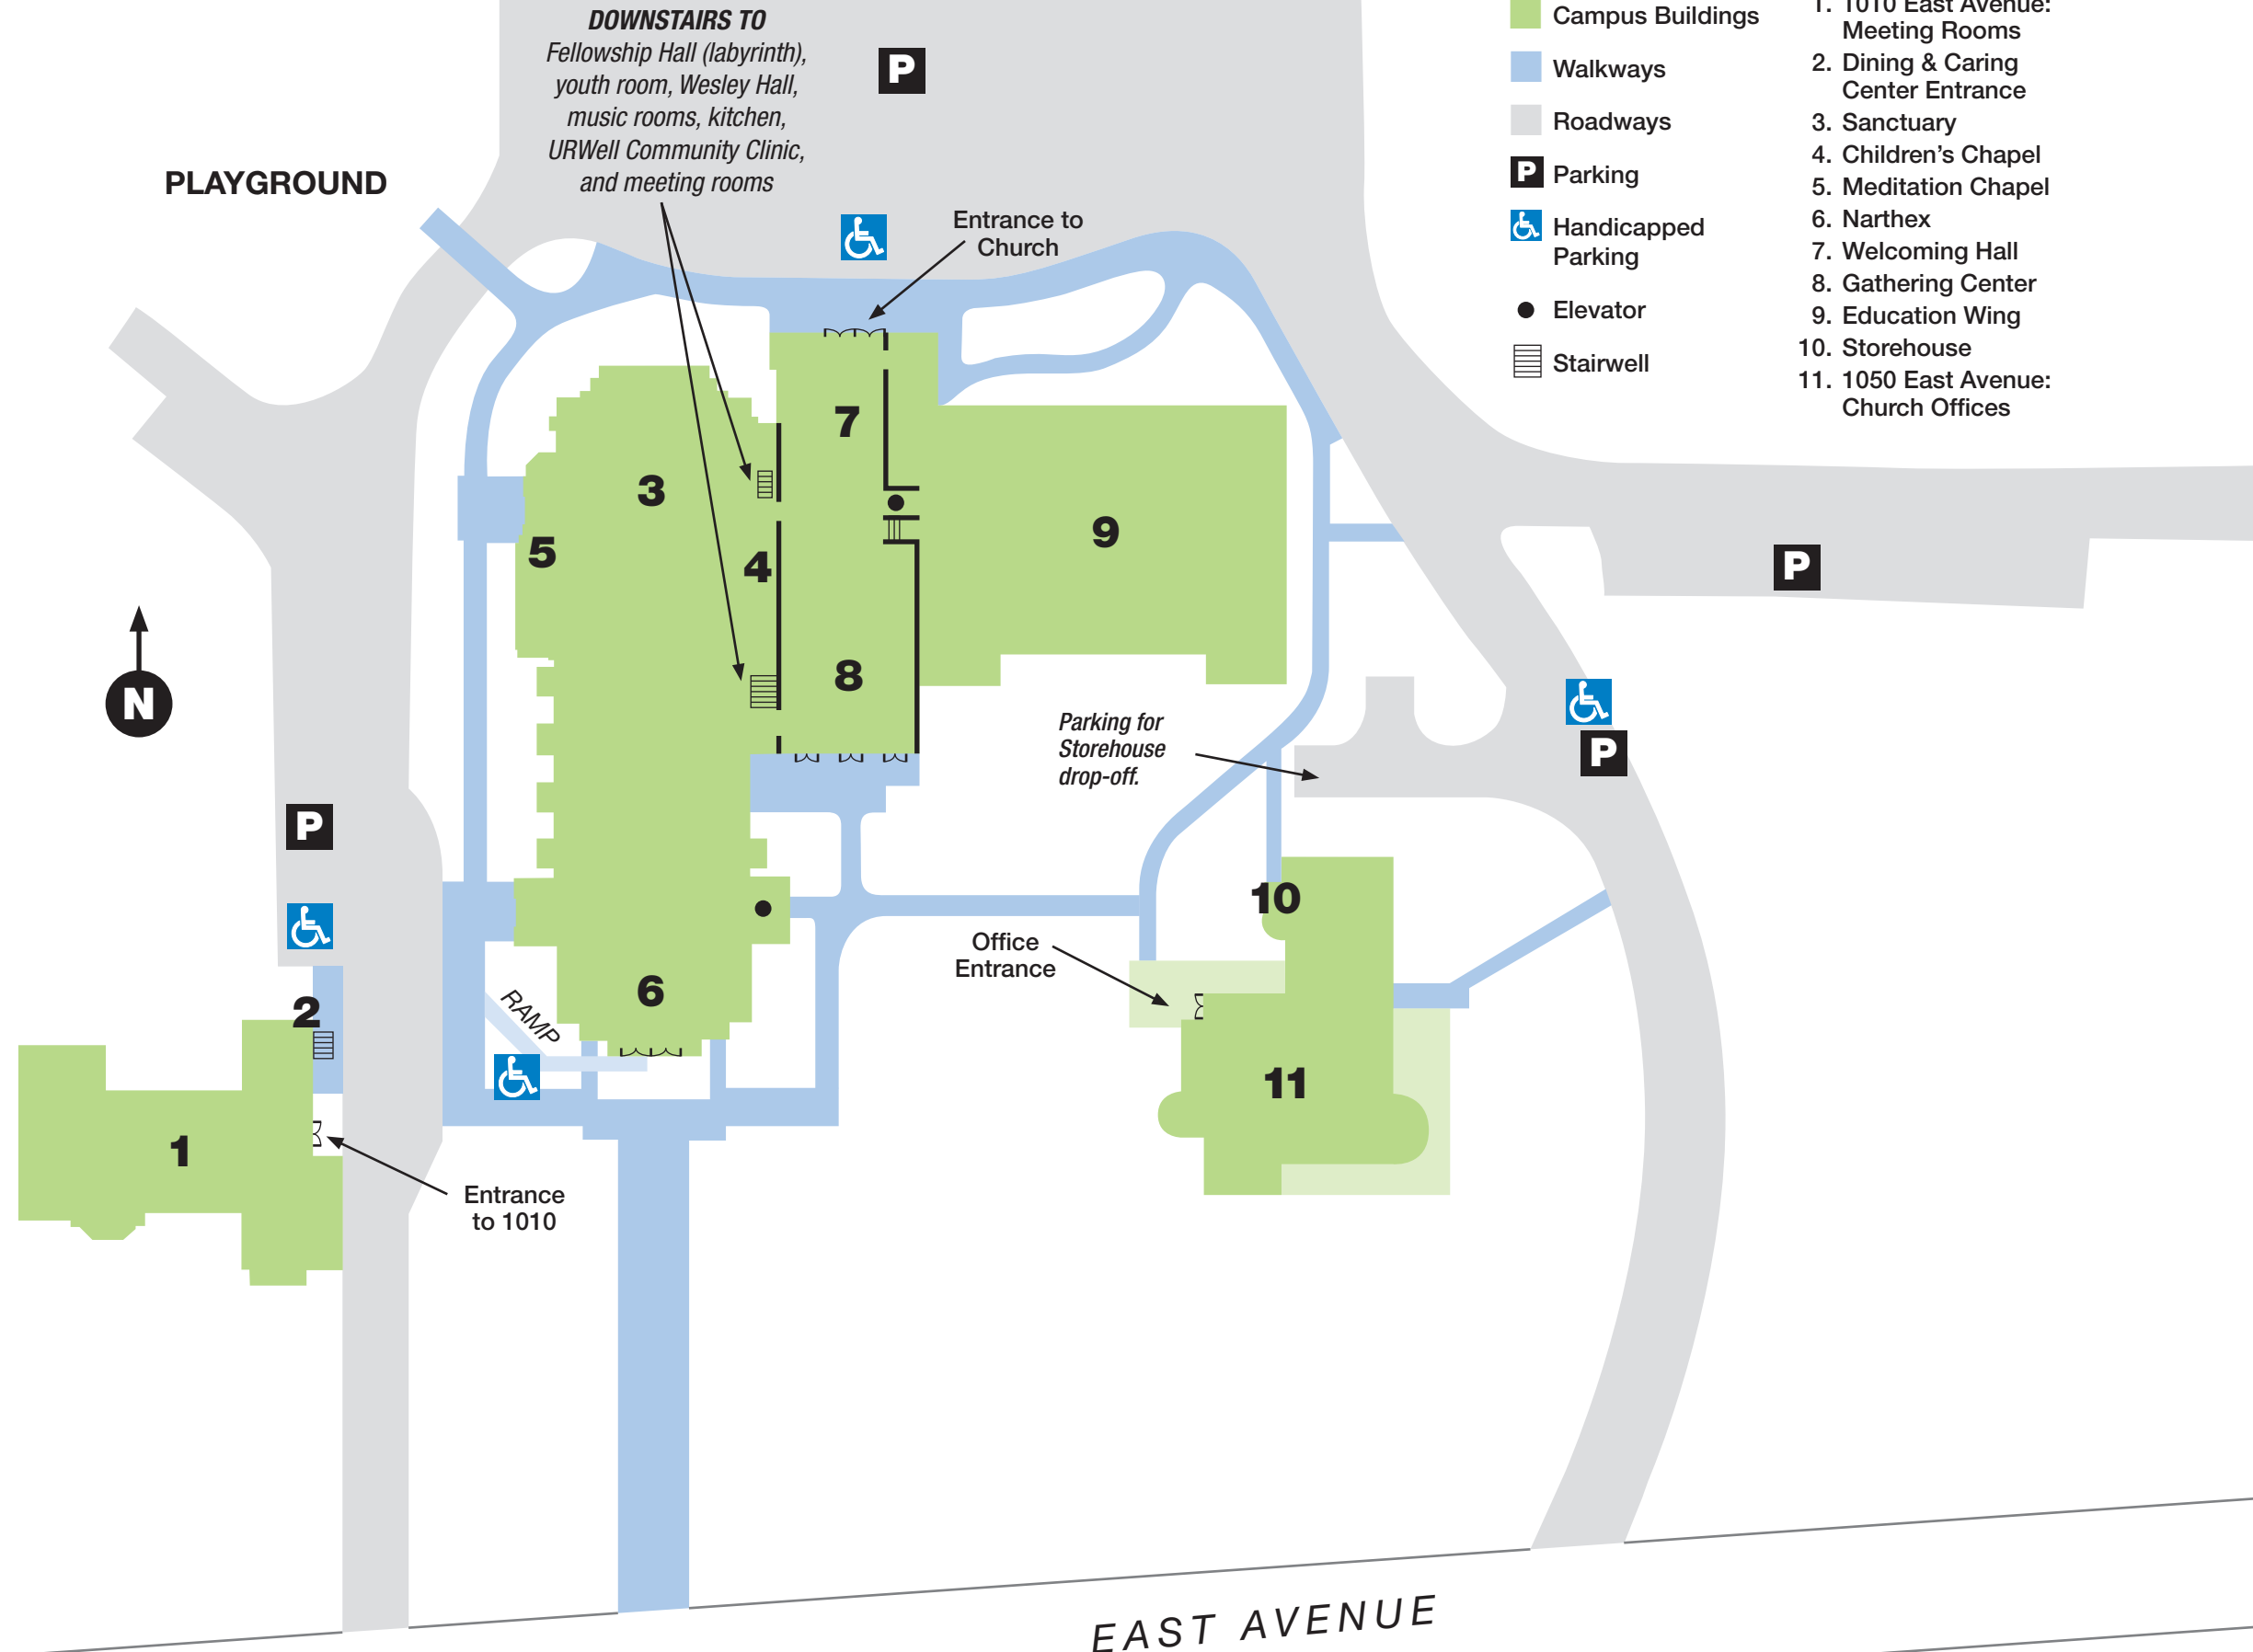 DOWNSTAIRS TO
Fellowship Hall (labyrinth),
youth room, Wesley Hall,
music rooms, kitchen,
URWell Community Clinic,
and meeting rooms
P
PLAYGROUND
Entrance to
Church
Campus Buildings
Walkways
Roadways
P Parking
Handicapped
Parking
Elevator
Stairwell
1. 1010 East Avenue:
Meeting Rooms
2. Dining & Caring
Center Entrance
3. Sanctuary
4. Children's Chapel
5. Meditation Chapel
6. Narthex
7. Welcoming Hall
8. Gathering Center
9. Education Wing
10. Storehouse
11. 1050 East Avenue:
Church Offices
7
3
9
5
4
P
N
8
Parking for
Storehouse
drop-off.
P
P
10
Office
Entrance
6
2
RAMP
11
1
Entrance
to 1010
EAST AVENUE